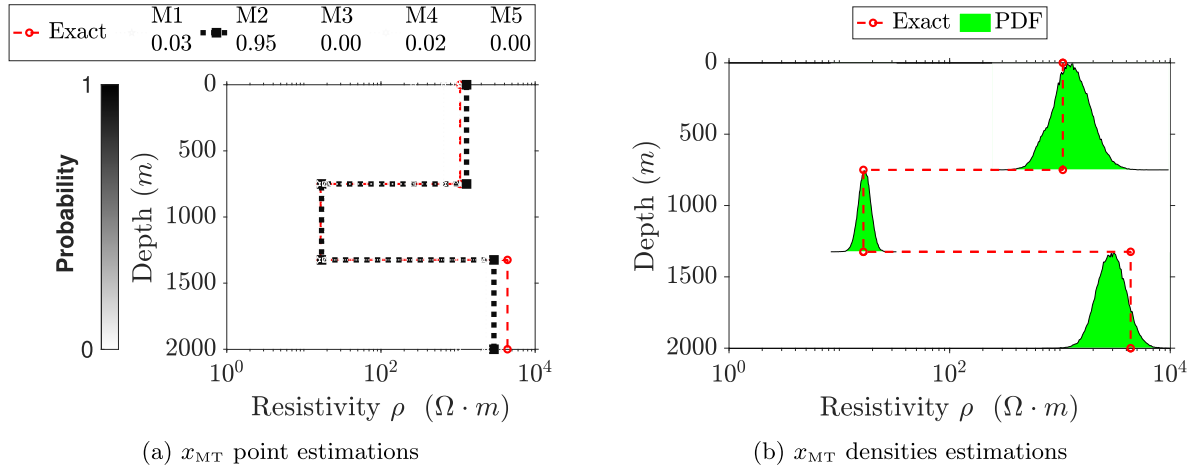 M1 M2 M3 M4 M5
Exact 0.03 0.95 0.00 0.02 0.00
Exact PDF
Probability
1
0
Depth (m)
0
500
1000
1500
2000
10^0 10^2 10^4
Resistivity ρ (Ω · m)
(a) x_MT point estimations
Depth (m)
0
500
1000
1500
2000
10^0 10^2 10^4
Resistivity ρ (Ω · m)
(b) x_MT densities estimations